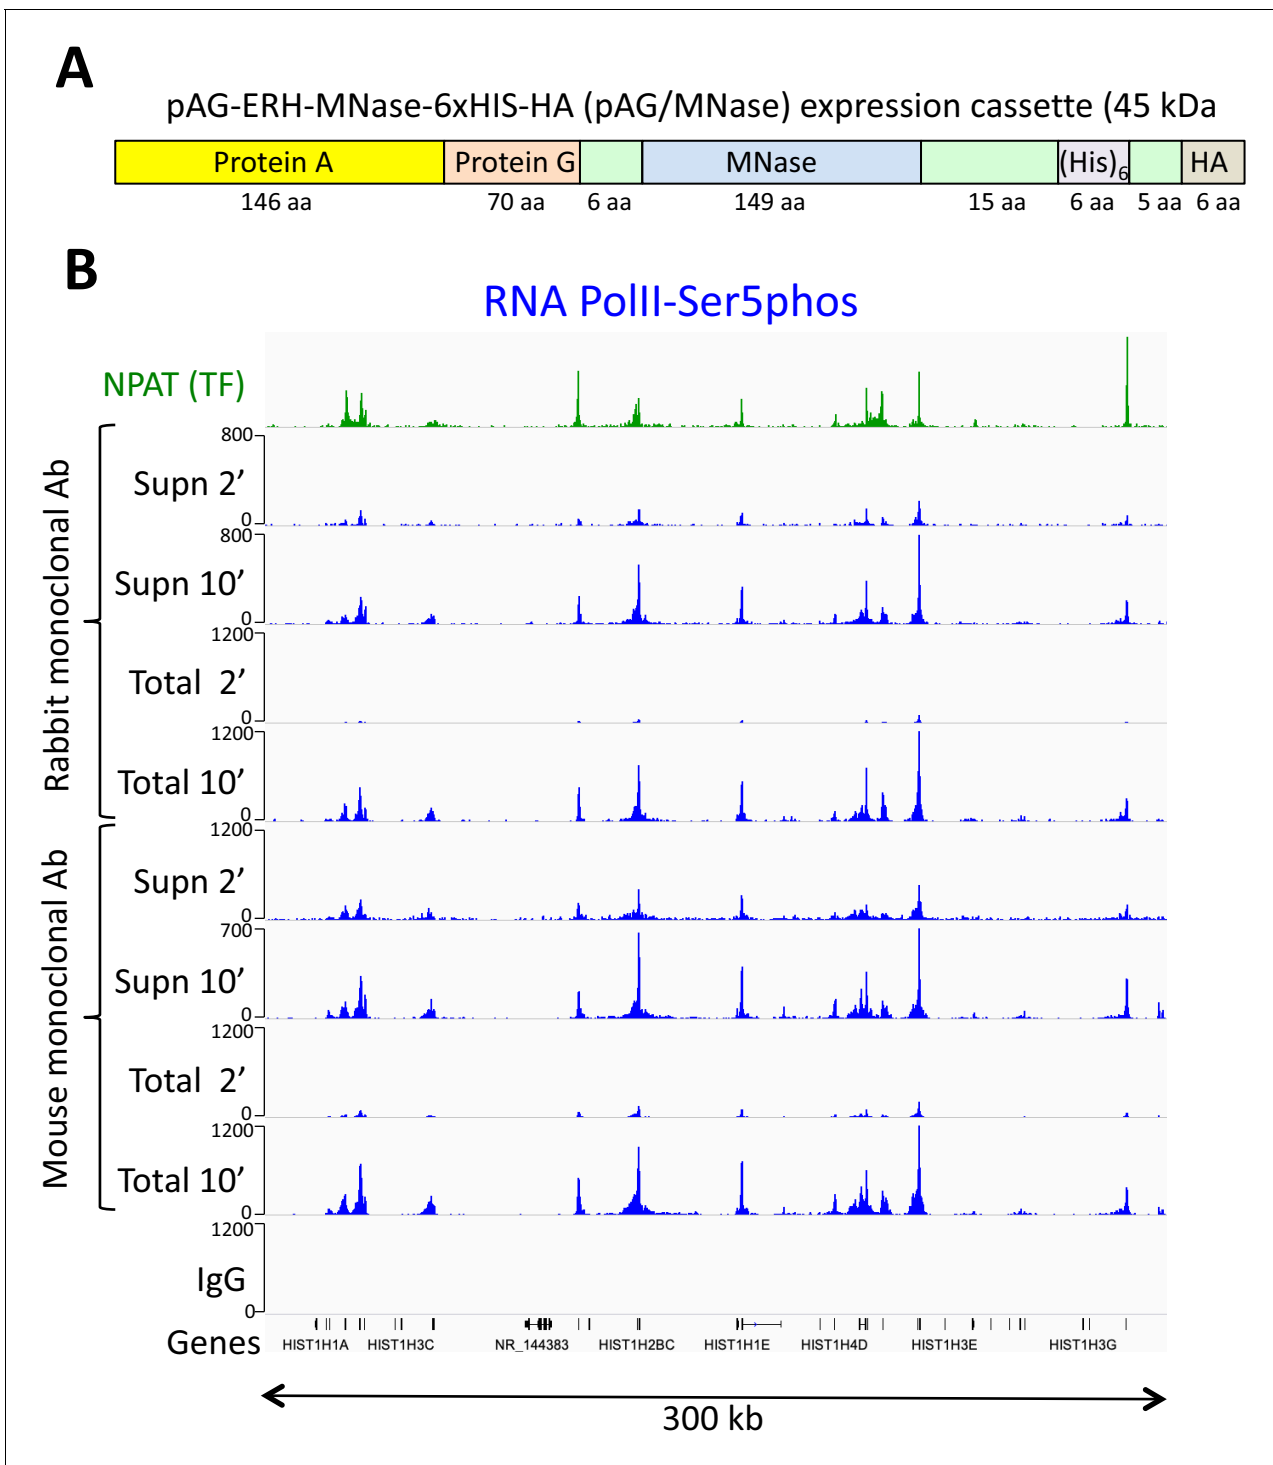 A
pAG-ERH-MNase-6xHIS-HA (pAG/MNase) expression cassette (45 kDa
Protein A Protein G MNase (His)6 HA
146 aa 70 aa 6 aa 149 aa 15 aa 6 aa 5 aa 6 aa
B
RNA PolII-Ser5phos
NPAT (TF)
Rabbit monoclonal Ab
800
Supn 2’
0
800
Supn 10’
0
1200
Total 2’
0
1200
Total 10’
0
Mouse monoclonal Ab
1200
Supn 2’
0
700
Supn 10’
0
1200
Total 2’
0
1200
Total 10’
0
1200
IgG
0
Genes
HIST1H1A HIST1H3C NR_144383 HIST1H2BC HIST1H1E HIST1H4D HIST1H3E HIST1H3G
300 kb